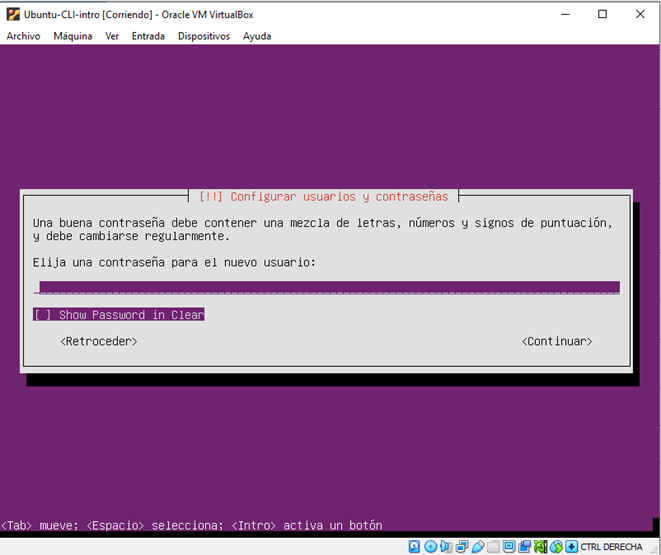 Ubuntu-CLI-intro [Corriendo] - Oracle VM VirtualBox
Archivo Máquina Ver Entrada Dispositivos Ayuda
[!!] Configurar usuarios y contraseñas
Una buena contraseña debe contener una mezcla de letras, números y signos de puntuación,
y debe cambiarse regularmente.
Elija una contraseña para el nuevo usuario:
[ ] Show Password in Clear
<Retroceder> <Continuar>
<Tab> mueve; <Espacio> selecciona; <Intro> activa un botón
CTRL DERECHA